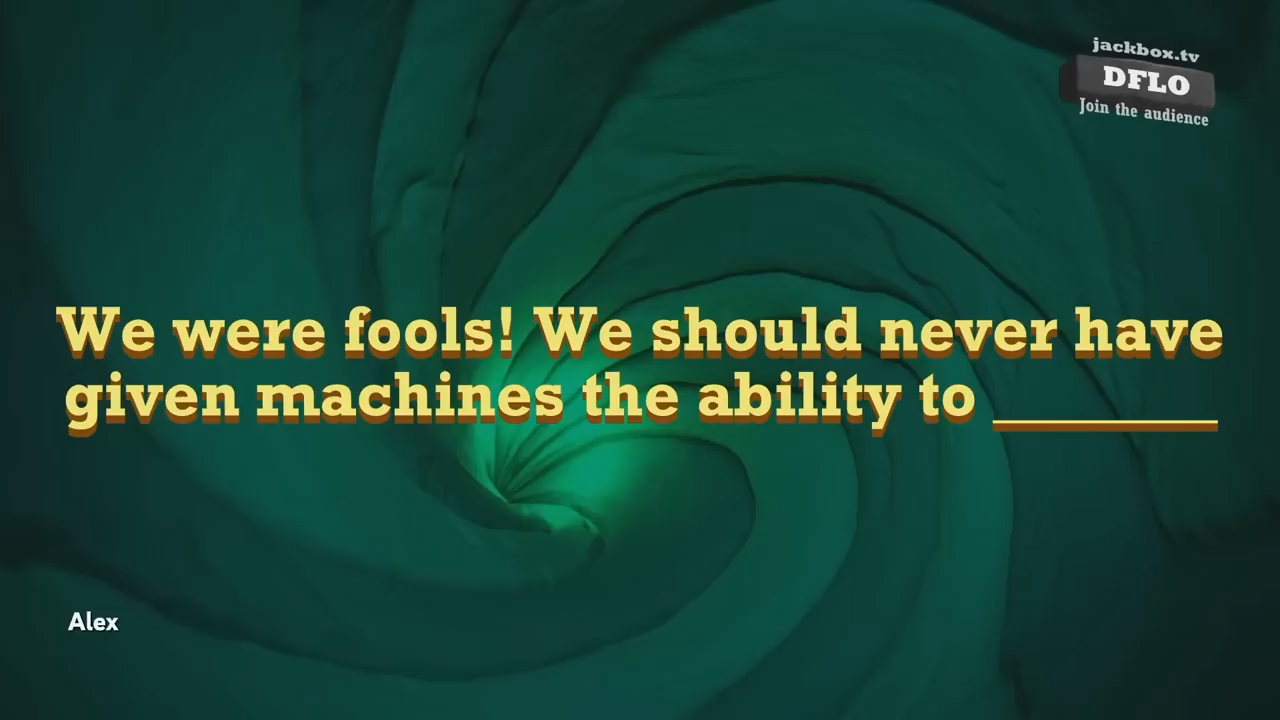 jackbox.tv
DFLO
Join the audience
We were fools! We should never have
given machines the ability to ________
Alex